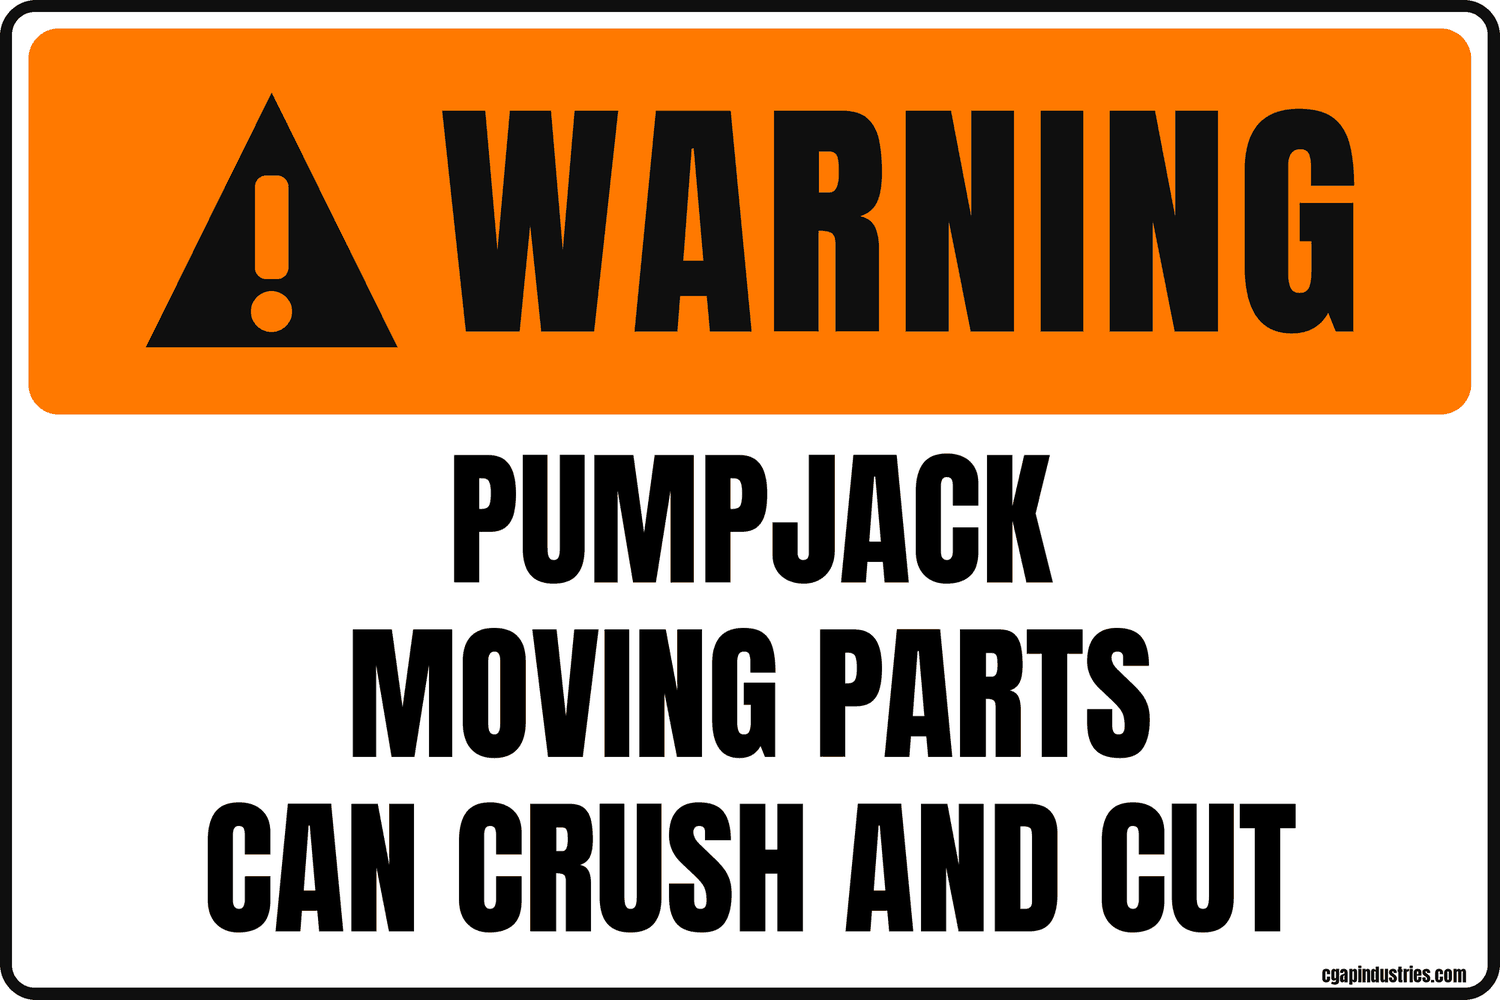 WARNING
PUMPJACK
MOVING PARTS
CAN CRUSH AND CUT
cgapindustries.com